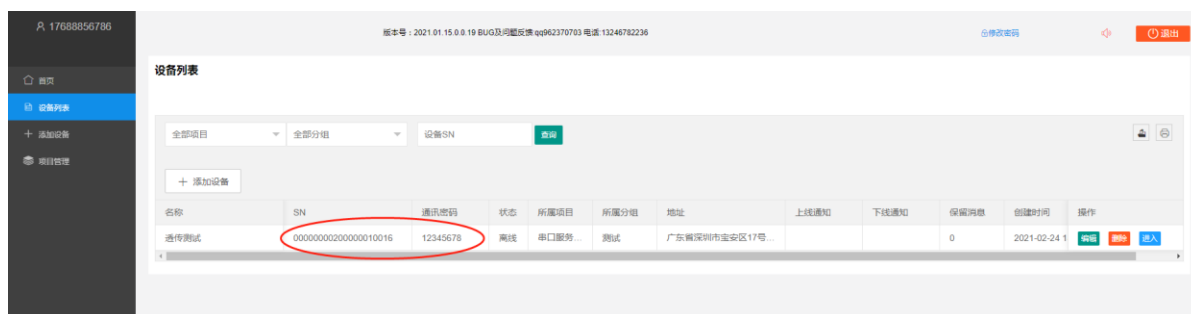 17688856786
版本号：2021.01.15.0.0.19 BUG及问题反馈:qq962370703 电话:13246782236
修改密码
退出
首页
设备列表
添加设备
项目管理
设备列表
全部项目 全部分组 设备SN 查询
添加设备
名称 SN 通讯密码 状态 所属项目 所属分组 地址 上线通知 下线通知 保留消息 创建时间 操作
透传测试 00000000200000010016 12345678 离线 串口服务... 测试 广东省深圳市宝安区17号... 0 2021-02-24 1 编辑 删除 进入